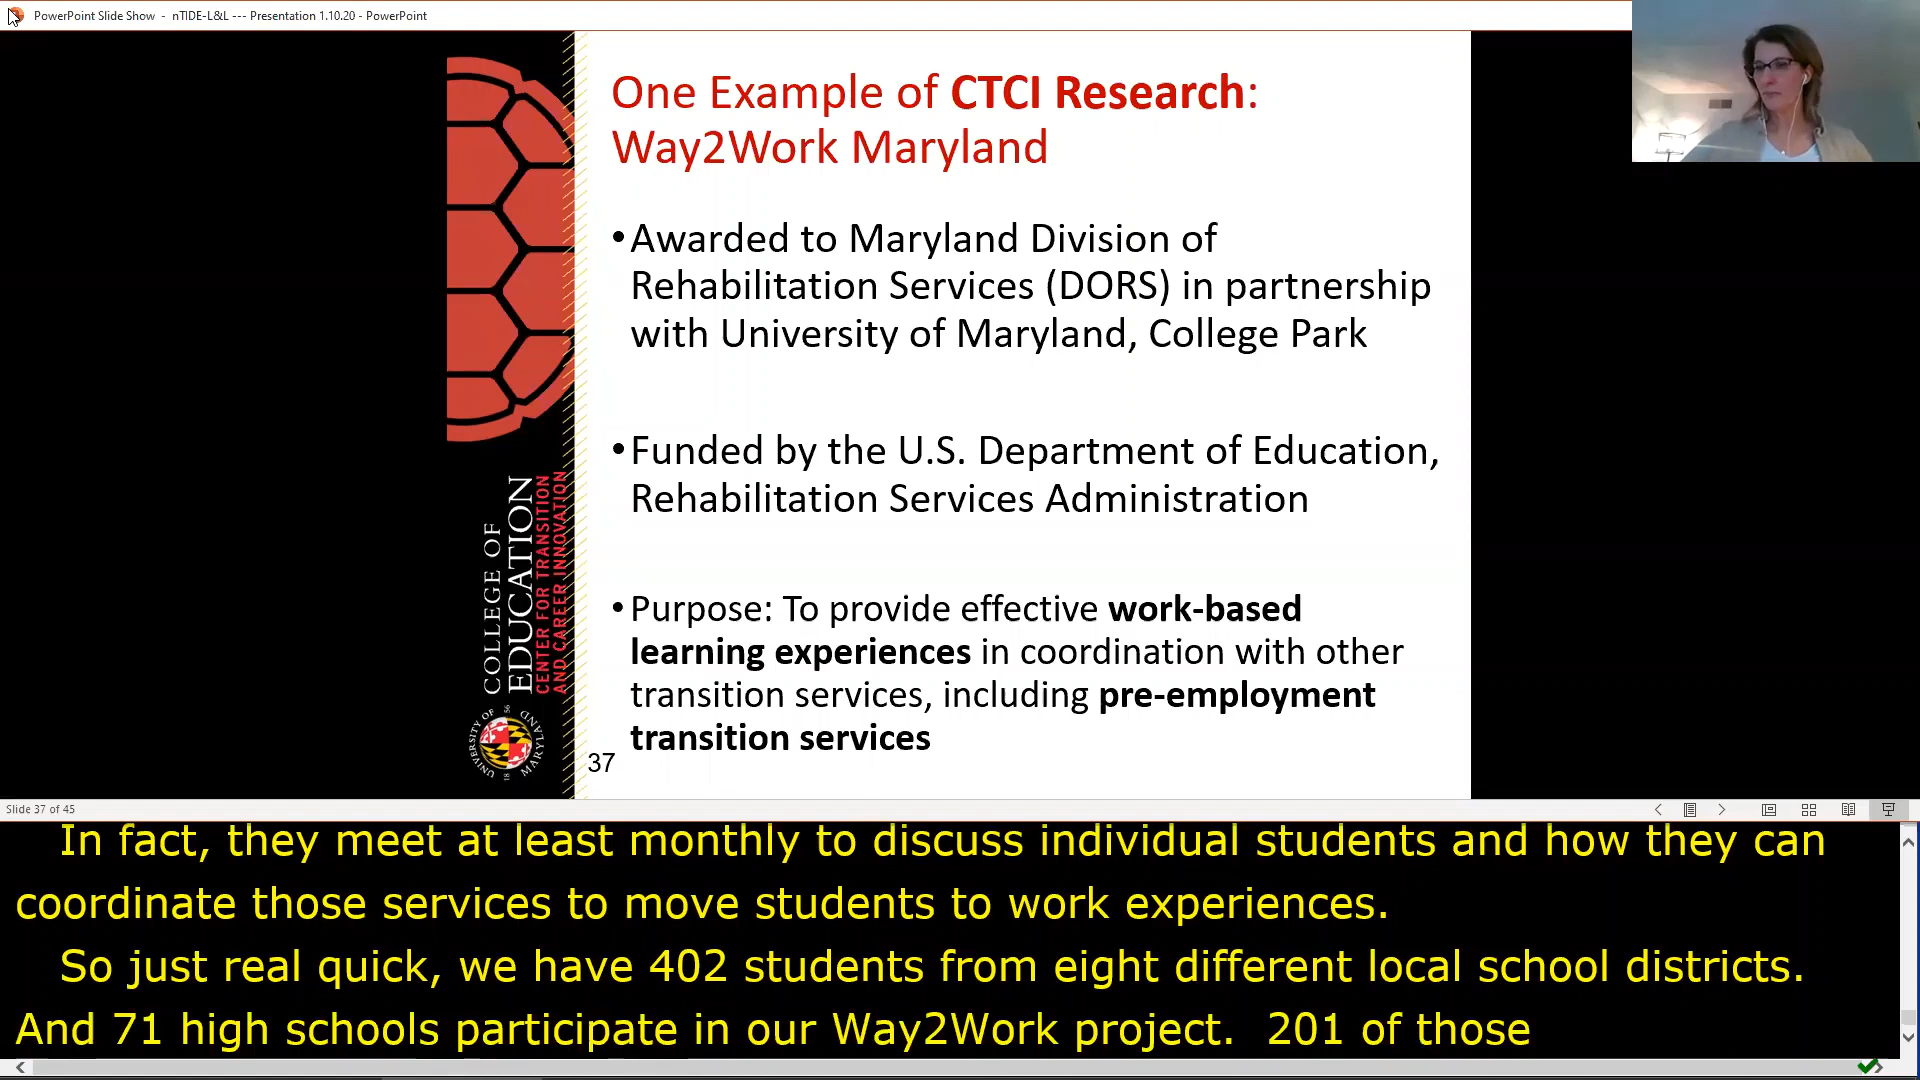 PowerPoint Slide Show - nTIDE-L&L --- Presentation 1.10.20 - PowerPoint
One Example of CTCI Research:
Way2Work Maryland
•Awarded to Maryland Division of
Rehabilitation Services (DORS) in partnership
with University of Maryland, College Park
•Funded by the U.S. Department of Education,
Rehabilitation Services Administration
•Purpose: To provide effective work-based
learning experiences in coordination with other
transition services, including pre-employment
transition services
37
COLLEGE OF
EDUCATION
CENTER FOR TRANSITION
AND CAREER INNOVATION
UNIVERSITY OF MARYLAND
18 56
Slide 37 of 45
In fact, they meet at least monthly to discuss individual students and how they can
coordinate those services to move students to work experiences.
So just real quick, we have 402 students from eight different local school districts.
And 71 high schools participate in our Way2Work project.  201 of those